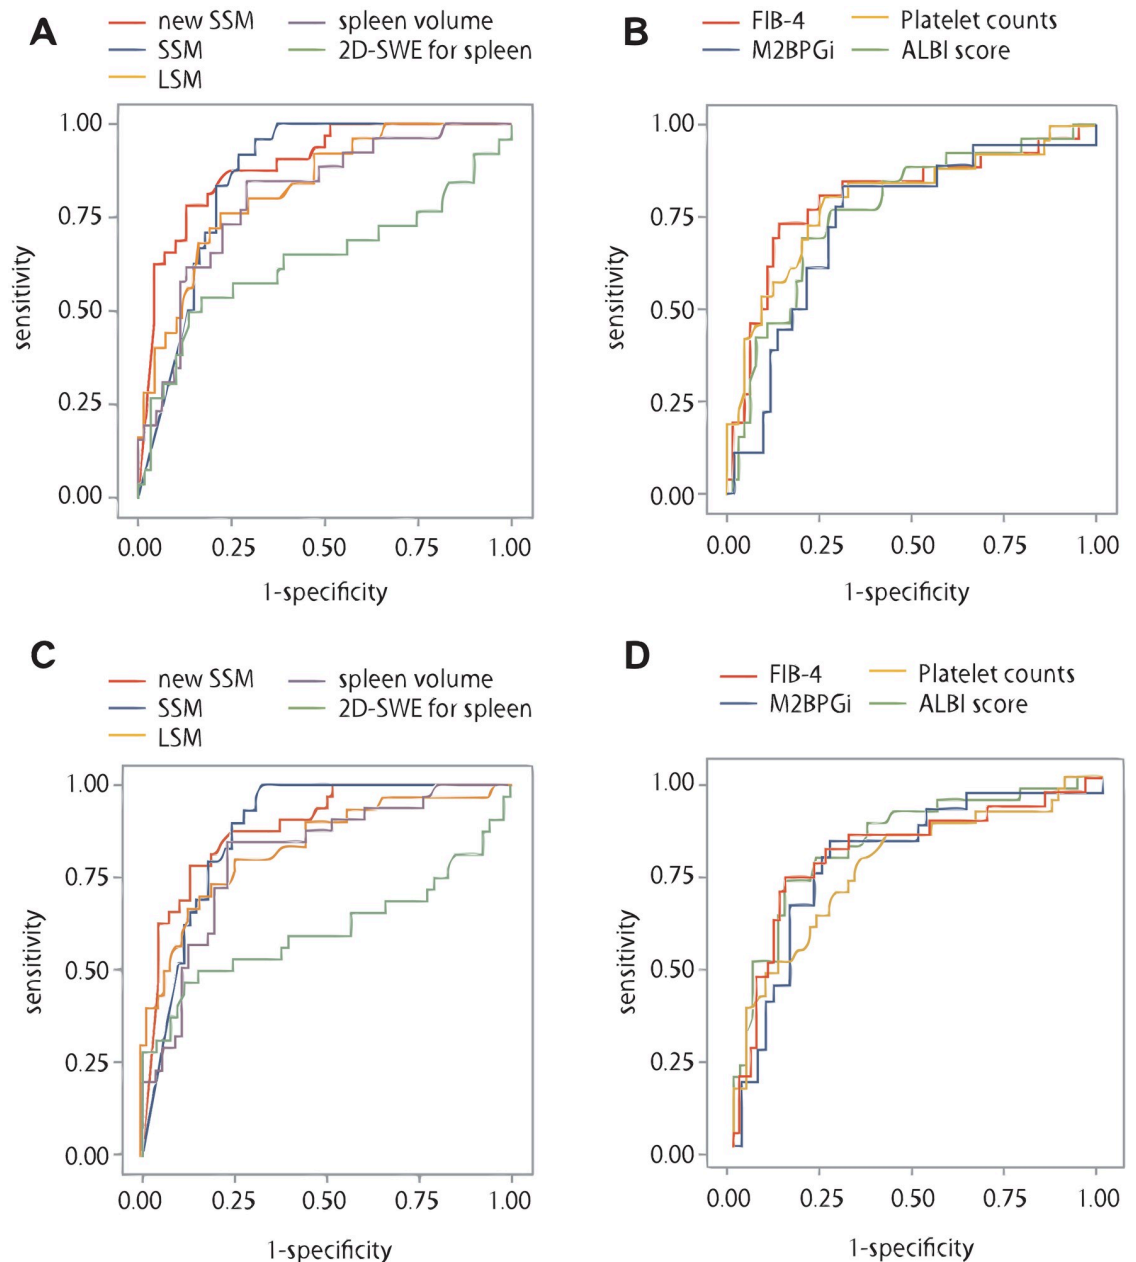 A
new SSM
spleen volume
SSM
2D-SWE for spleen
LSM
1.00
0.75
0.50
0.25
0.00
sensitivity
0.00 0.25 0.50 0.75 1.00
1-specificity
B
FIB-4
Platelet counts
M2BPGi
ALBI score
1.00
0.75
0.50
0.25
0.00
sensitivity
0.00 0.25 0.50 0.75 1.00
1-specificity
C
new SSM
spleen volume
SSM
2D-SWE for spleen
LSM
1.00
0.75
0.50
0.25
0.00
sensitivity
0.00 0.25 0.50 0.75 1.00
1-specificity
D
FIB-4
Platelet counts
M2BPGi
ALBI score
1.00
0.75
0.50
0.25
0.00
sensitivity
0.00 0.25 0.50 0.75 1.00
1-specificity